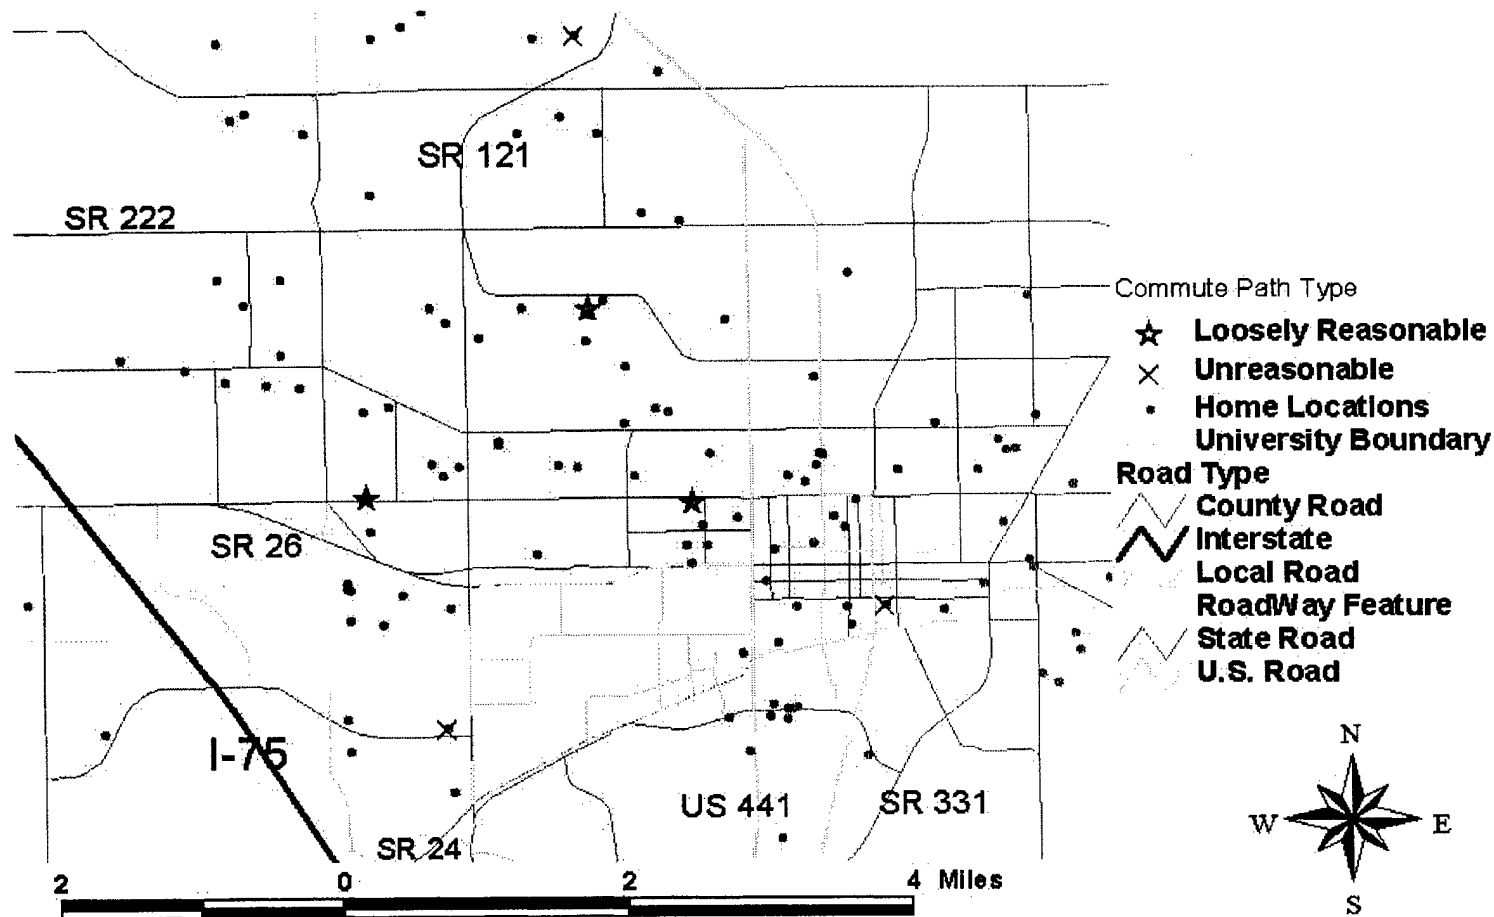 SR 121
SR 222
Commute Path Type
Loosely Reasonable
Unreasonable
Home Locations
University Boundary
Road Type
County Road
Interstate
Local Road
RoadWay Feature
State Road
U.S. Road
SR 26
I-75
US 441
SR 331
SR 24
N
W E
S
2 0 2 4 Miles